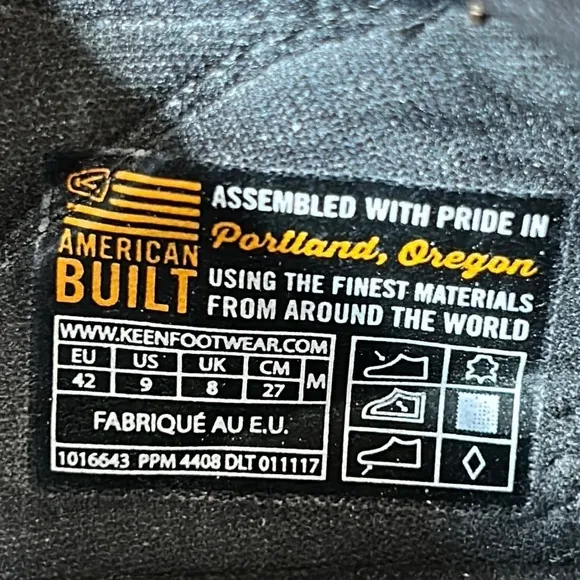 ASSEMBLED WITH PRIDE IN
Portland, Oregon
AMERICAN
BUILT
USING THE FINEST MATERIALS
FROM AROUND THE WORLD
WWW.KEENFOOTWEAR.COM
EU US UK CM M
42 9 8 27
FABRIQUÉ AU E.U.
1016643 PPM 4408 DLT 011117